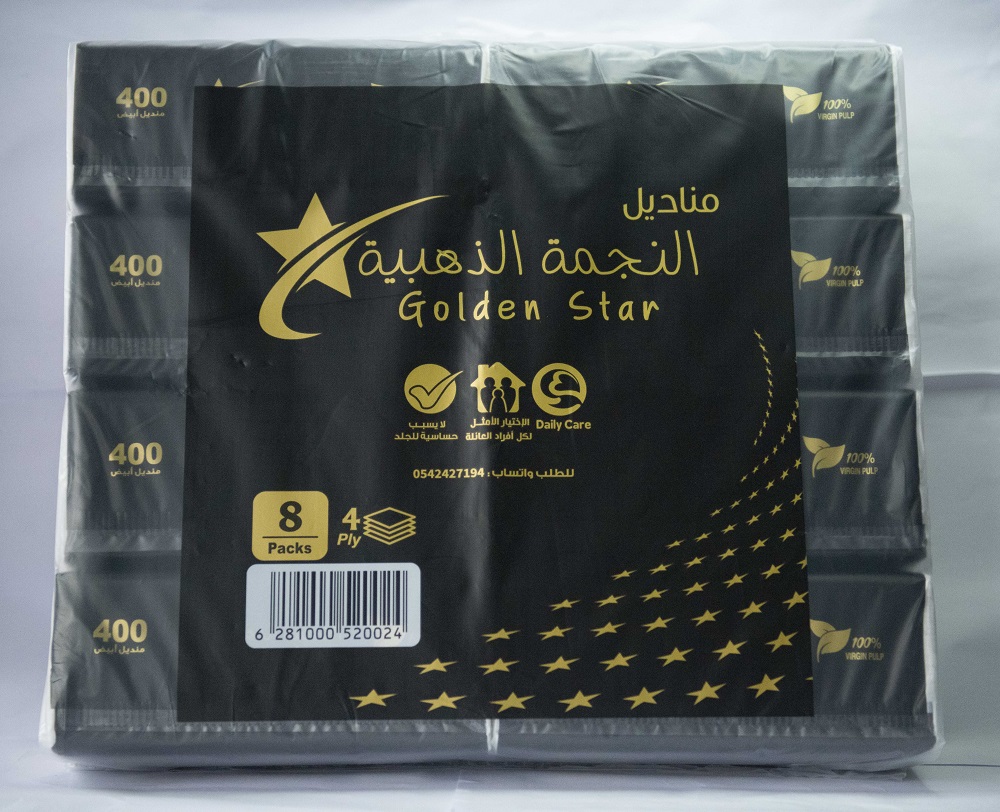 400
منديل أبيض
100%
VIRGIN PULP
مناديل
النجمة الذهبية
Golden Star
400
منديل أبيض
100%
VIRGIN PULP
لا يسبب
حساسية للجلد
الإختيار الأمثل
لكل أفراد العائلة
Daily Care
400
منديل أبيض
100%
VIRGIN PULP
للطلب واتساب : 0542427194
8
Packs
4
Ply
6 281000 520024
400
منديل أبيض
100%
VIRGIN PULP